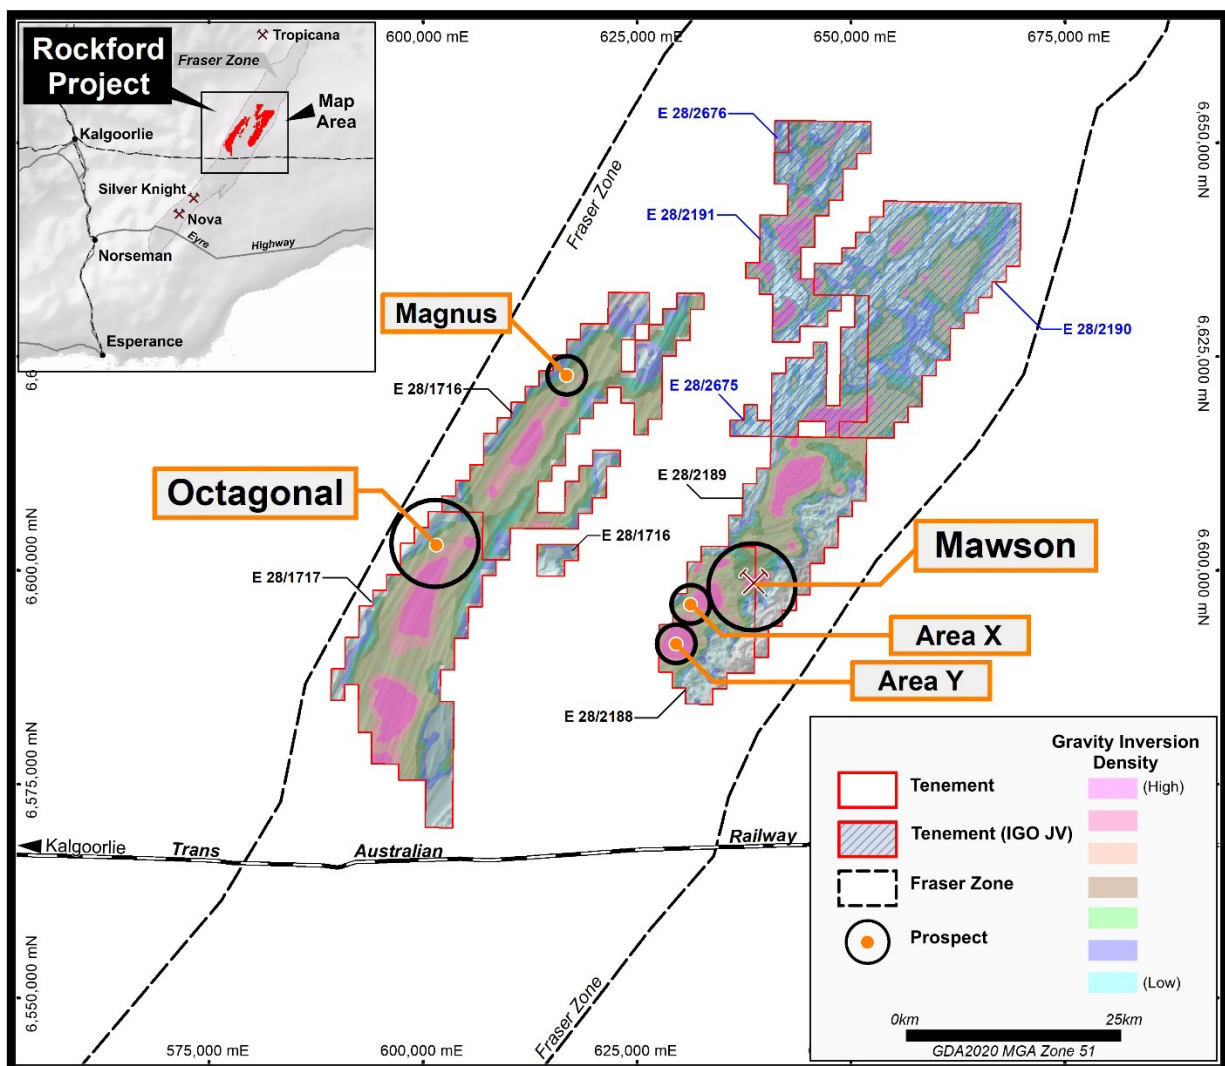 600,000 mE
625,000 mE
650,000 mE
675,000 mE
Rockford
Project
Tropicana
Fraser Zone
Map
Area
Kalgoorlie
Silver Knight
Nova
Eyre
Highway
Norseman
Esperance
6,650,000 mN
6,625,000 mN
6,600,000 mN
6,6
Fraser Zone
E 28/2676
E 28/2191
E 28/2190
E 28/2675
Magnus
E 28/1716
Octagonal
E 28/2189
E 28/1716
Mawson
E 28/1717
Area X
Area Y
E 28/2188
6,600,000 mN
6,575,000 mN
6,550,000 mN
Kalgoorlie
Trans
Australian
Railway
Fraser Zone
Gravity Inversion
Density
Tenement
(High)
Tenement (IGO JV)
Fraser Zone
Prospect
(Low)
0km
25km
GDA2020 MGA Zone 51
575,000 mE
600,000 mE
625,000 mE